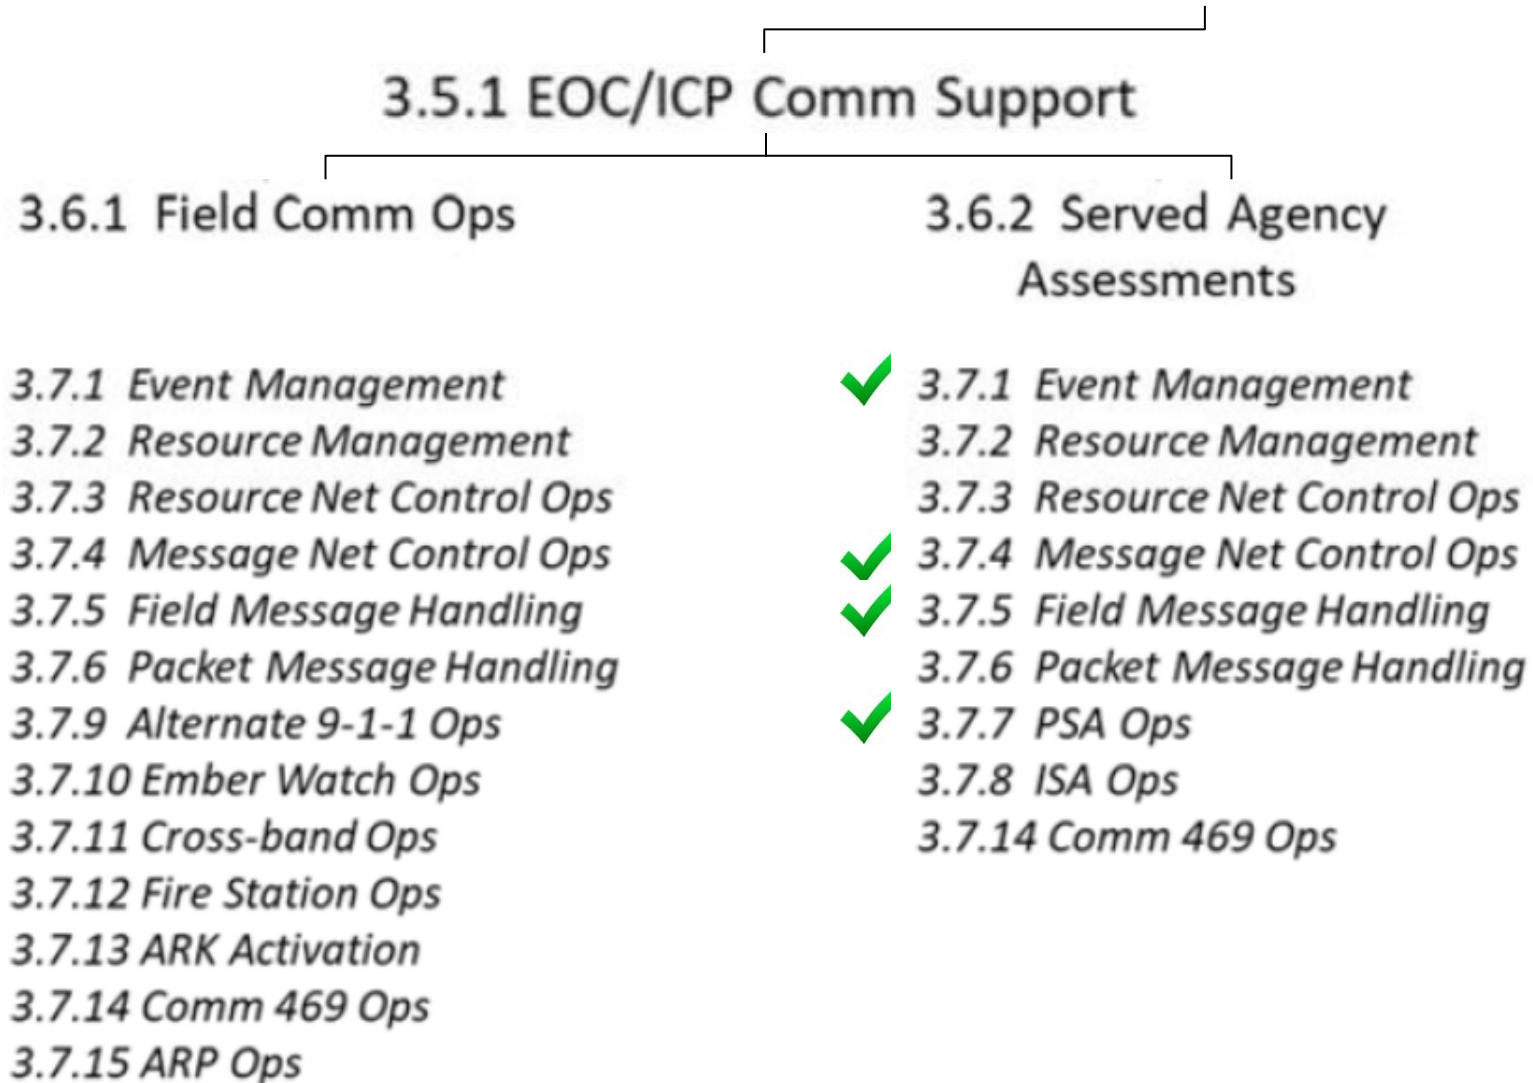 3.5.1 EOC/ICP Comm Support
3.6.1 Field Comm Ops
3.7.1 Event Management
3.7.2 Resource Management
3.7.3 Resource Net Control Ops
3.7.4 Message Net Control Ops
3.7.5 Field Message Handling
3.7.6 Packet Message Handling
3.7.9 Alternate 9-1-1 Ops
3.7.10 Ember Watch Ops
3.7.11 Cross-band Ops
3.7.12 Fire Station Ops
3.7.13 ARK Activation
3.7.14 Comm 469 Ops
3.7.15 ARP Ops
3.6.2 Served Agency
Assessments
3.7.1 Event Management
3.7.2 Resource Management
3.7.3 Resource Net Control Ops
3.7.4 Message Net Control Ops
3.7.5 Field Message Handling
3.7.6 Packet Message Handling
3.7.7 PSA Ops
3.7.8 ISA Ops
3.7.14 Comm 469 Ops